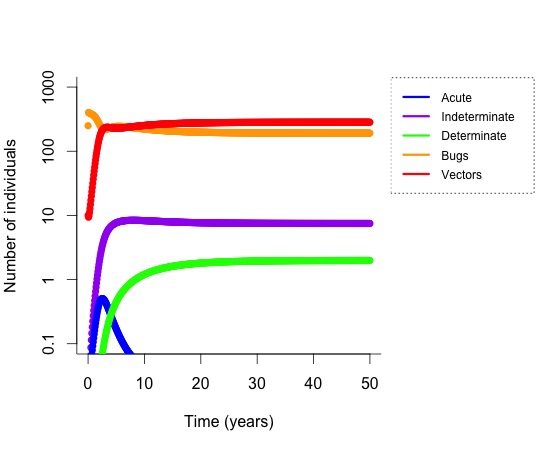 Number of individuals
1000
100
10
1
0.1
0 10 20 30 40 50
Time (years)
Acute
Indeterminate
Determinate
Bugs
Vectors